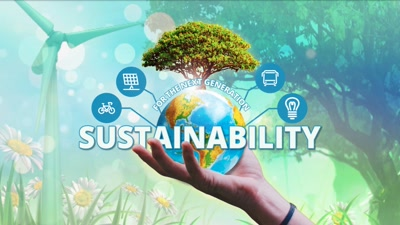 FOR THE NEXT GENERATION
SUSTAINABILITY